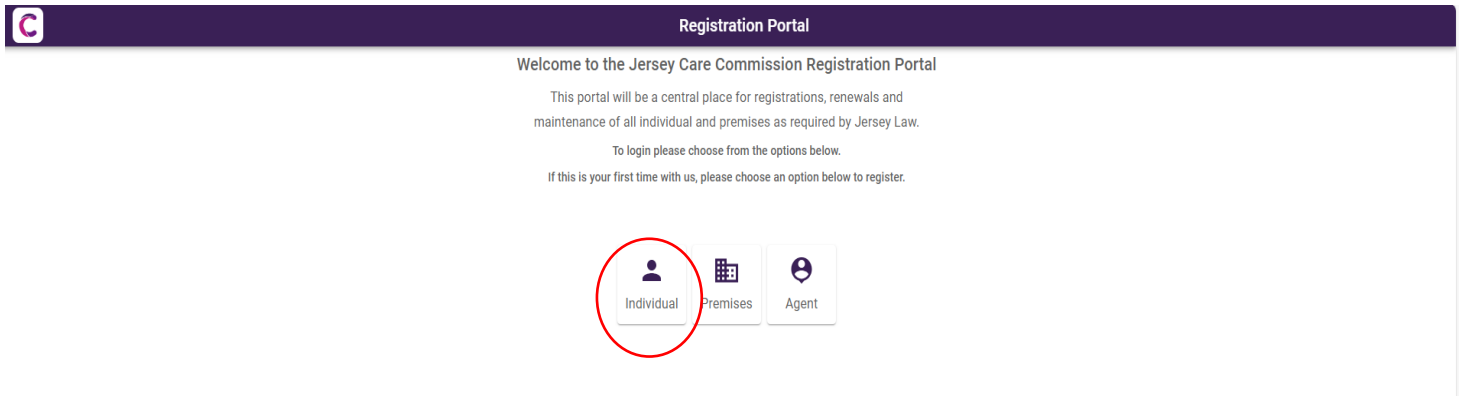 Registration Portal
Welcome to the Jersey Care Commission Registration Portal
This portal will be a central place for registrations, renewals and
maintenance of all individual and premises as required by Jersey Law.
To login please choose from the options below.
If this is your first time with us, please choose an option below to register.
Individual Premises Agent